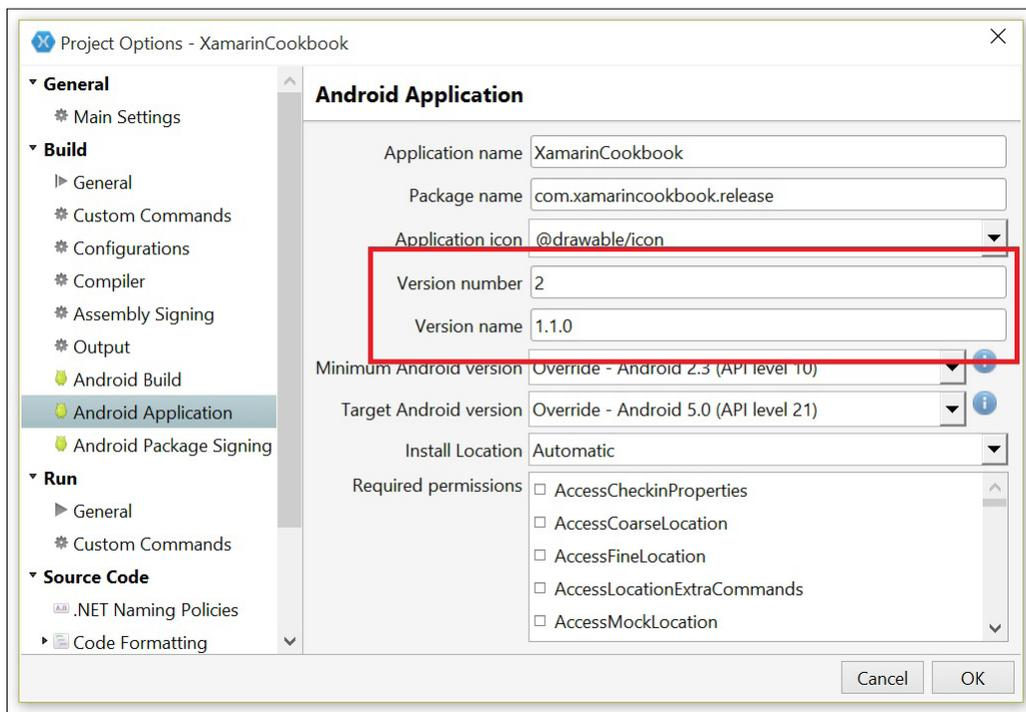 Project Options - XamarinCookbook
General
Main Settings
Build
General
Custom Commands
Configurations
Compiler
Assembly Signing
Output
Android Build
Android Application
Android Package Signing
Run
General
Custom Commands
Source Code
.NET Naming Policies
Code Formatting
Android Application
Application name XamarinCookbook
Package name com.xamarincookbook.release
Application icon @drawable/icon
Version number 2
Version name 1.1.0
Minimum Android version Override - Android 2.3 (API level 10)
Target Android version Override - Android 5.0 (API level 21)
Install Location Automatic
Required permissions AccessCheckinProperties
AccessCoarseLocation
AccessFineLocation
AccessLocationExtraCommands
AccessMockLocation
Cancel OK